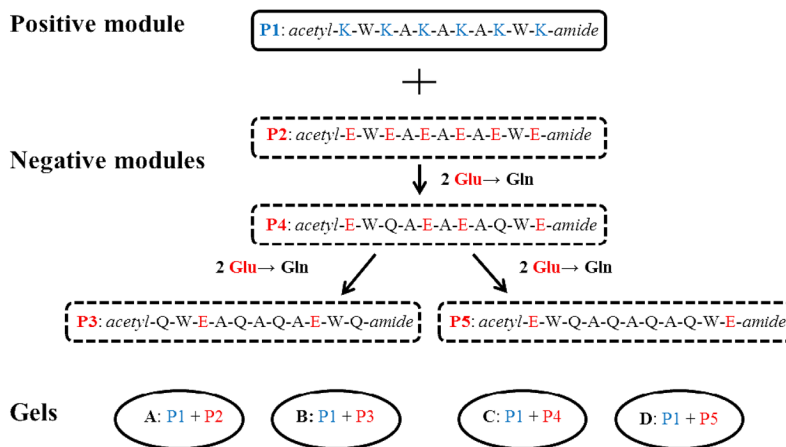 Positive module
P1: acetyl-K-W-K-A-K-A-K-A-K-W-K-amide
+
P2: acetyl-E-W-E-A-E-A-E-A-E-W-E-amide
Negative modules
2 Glu→ Gln
P4: acetyl-E-W-Q-A-E-A-E-A-Q-W-E-amide
2 Glu→ Gln 2 Glu→ Gln
P3: acetyl-Q-W-E-A-Q-A-Q-A-E-W-Q-amide P5: acetyl-E-W-Q-A-Q-A-Q-A-Q-W-E-amide
Gels A: P1 + P2 B: P1 + P3 C: P1 + P4 D: P1 + P5